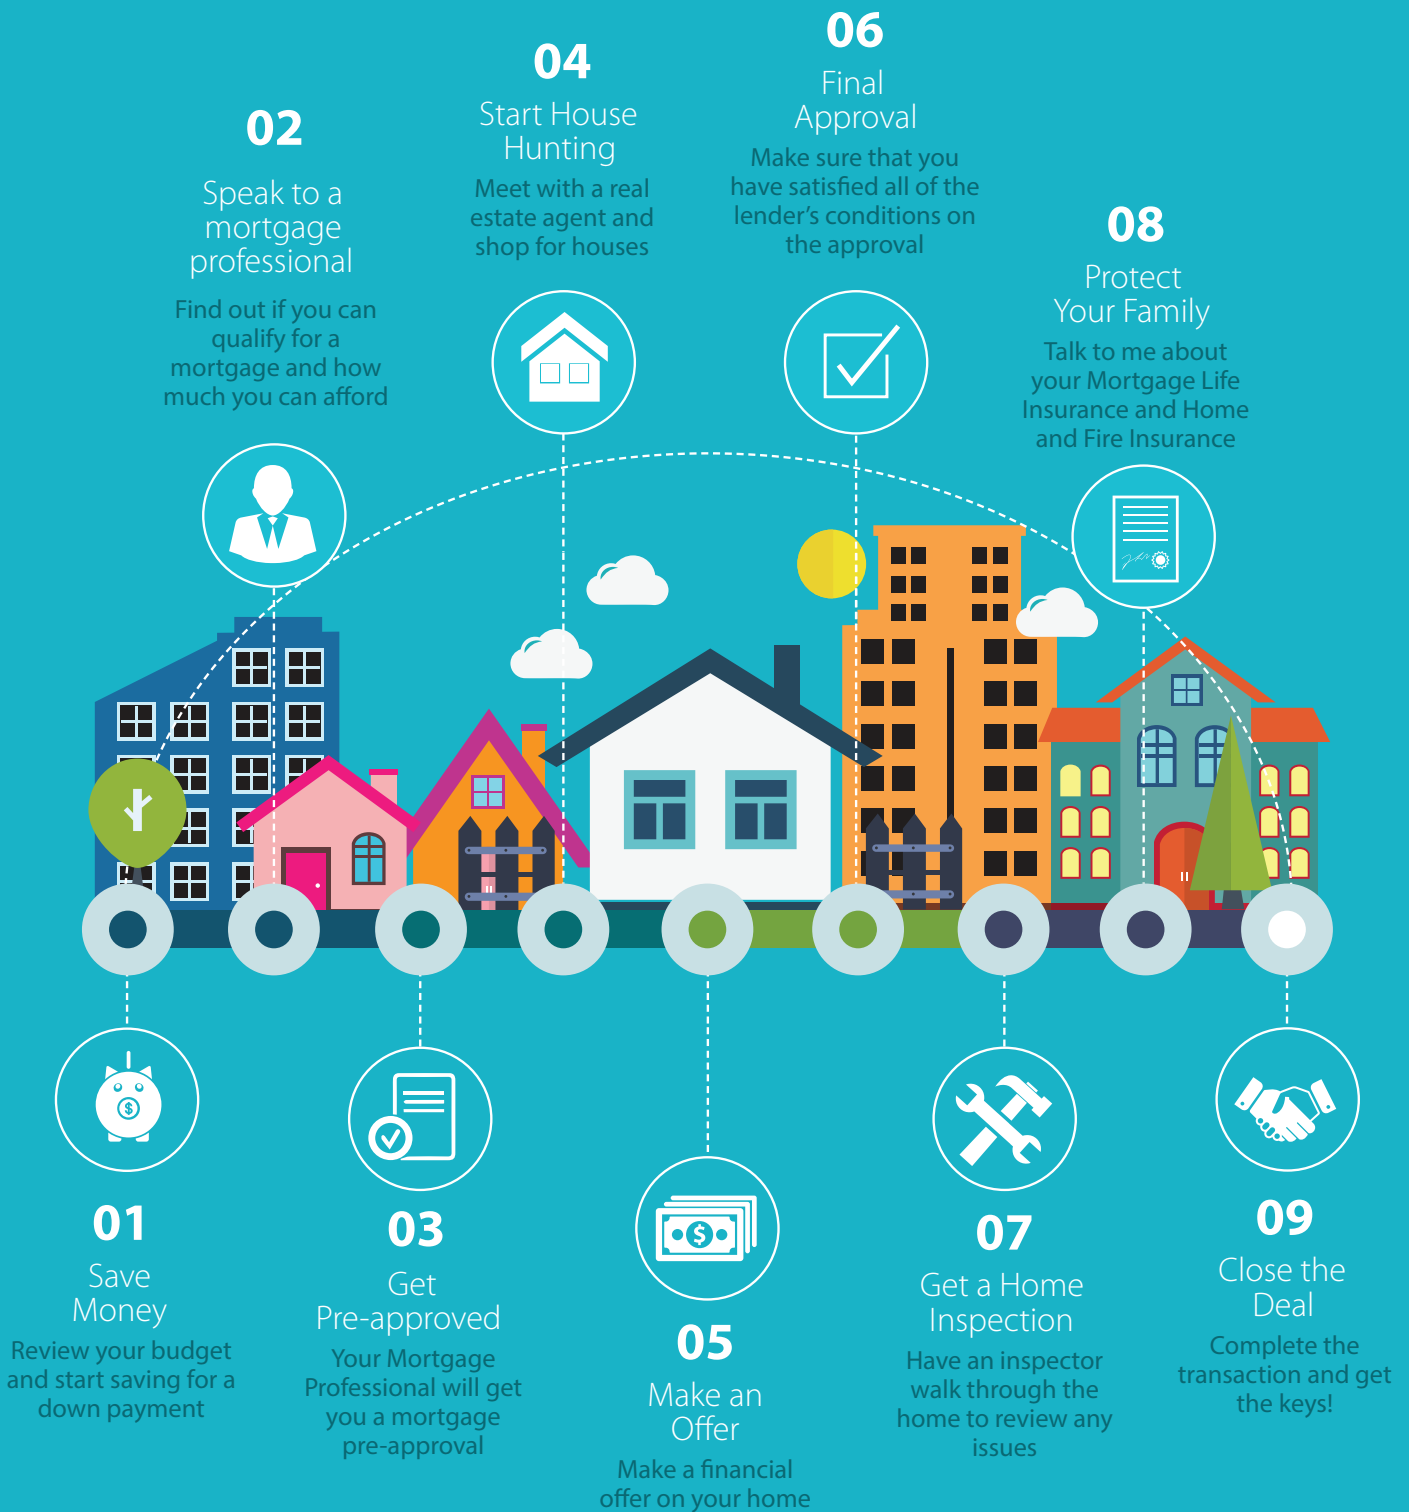 01
Save
Money
Review your budget
and start saving for a
down payment
02
Speak to a
mortgage
professional
Find out if you can
qualify for a
mortgage and how
much you can afford
03
Get
Pre-approved
Your Mortgage
Professional will get
you a mortgage
pre-approval
04
Start House
Hunting
Meet with a real
estate agent and
shop for houses
05
Make an
Offer
Make a financial
offer on your home
06
Final
Approval
Make sure that you
have satisfied all of the
lender’s conditions on
the approval
07
Get a Home
Inspection
Have an inspector
walk through the
home to review any
issues
08
Protect
Your Family
Talk to me about
your Mortgage Life
Insurance and Home
and Fire Insurance
09
Close the
Deal
Complete the
transaction and get
the keys!
$
$